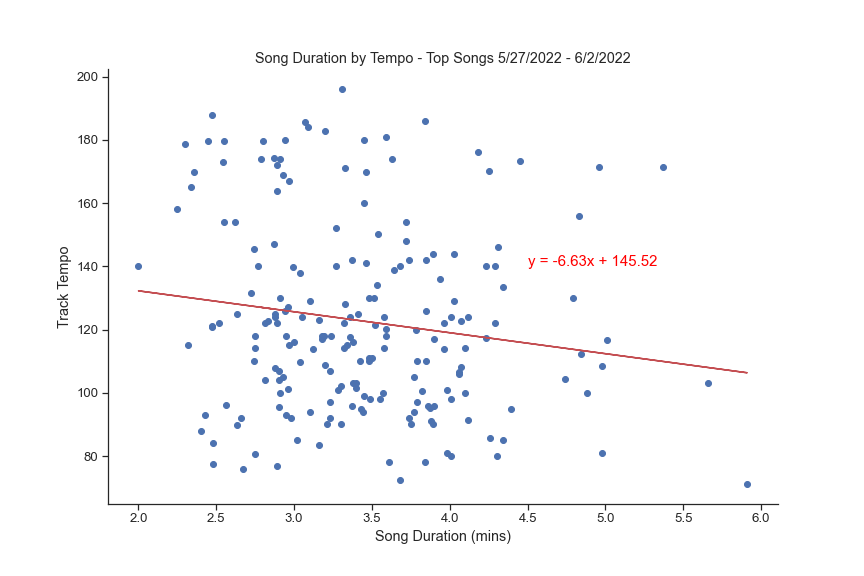 Song Duration by Tempo - Top Songs 5/27/2022 - 6/2/2022
200
180
160
140
120
100
80
Track Tempo
y = -6.63x + 145.52
2.0 2.5 3.0 3.5 4.0 4.5 5.0 5.5 6.0
Song Duration (mins)